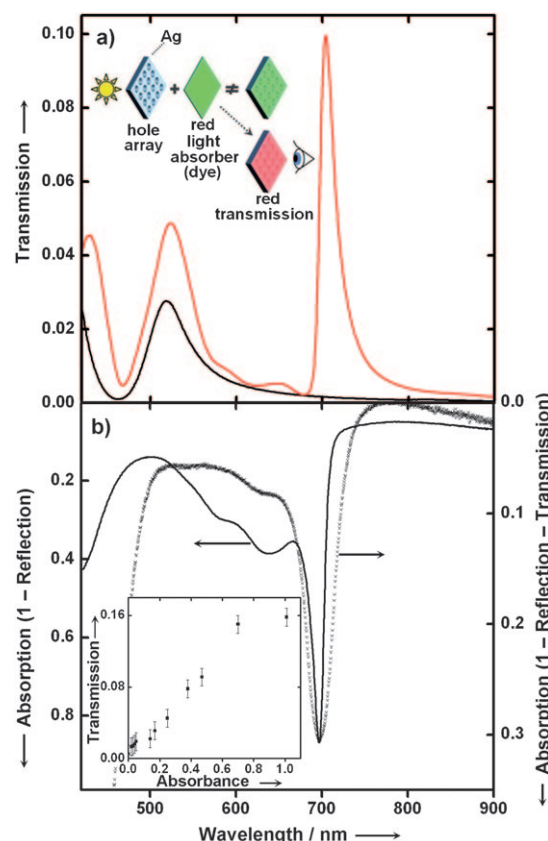 a)
Ag
+
≠
hole
array
red
light
absorber
(dye)
red
transmission
Transmission →
0.10
0.08
0.06
0.04
0.02
0.00
b)
0.2
0.4
0.6
0.8
← Absorption (1 – Reflection)
0.0
0.1
0.2
0.3
← Absorption (1 – Reflection – Transmission)
Transmission →
0.16
0.08
0.00
0.0 0.2 0.4 0.6 0.8 1.0
Absorbance →
500 600 700 800 900
Wavelength / nm →